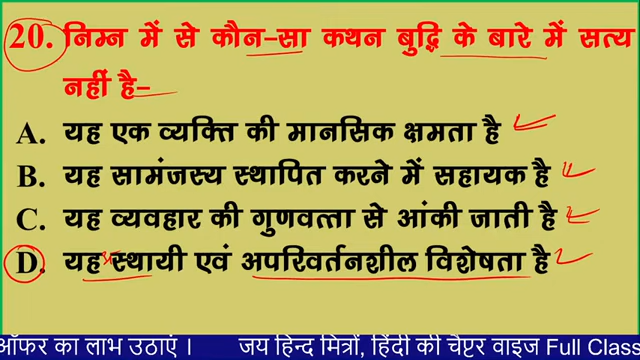 20. निम्न में से कौन-सा कथन बुद्धि के बारे में सत्य
नहीं है-
A. यह एक व्यक्ति की मानसिक क्षमता है
B. यह सामंजस्य स्थापित करने में सहायक है
C. यह व्यवहार की गुणवत्ता से आंकी जाती है
D. यह स्थायी एवं अपरिवर्तनशील विशेषता है
ऑफर का लाभ उठाएं । जय हिन्द मित्रों, हिंदी की चैप्टर वाइज Full Class